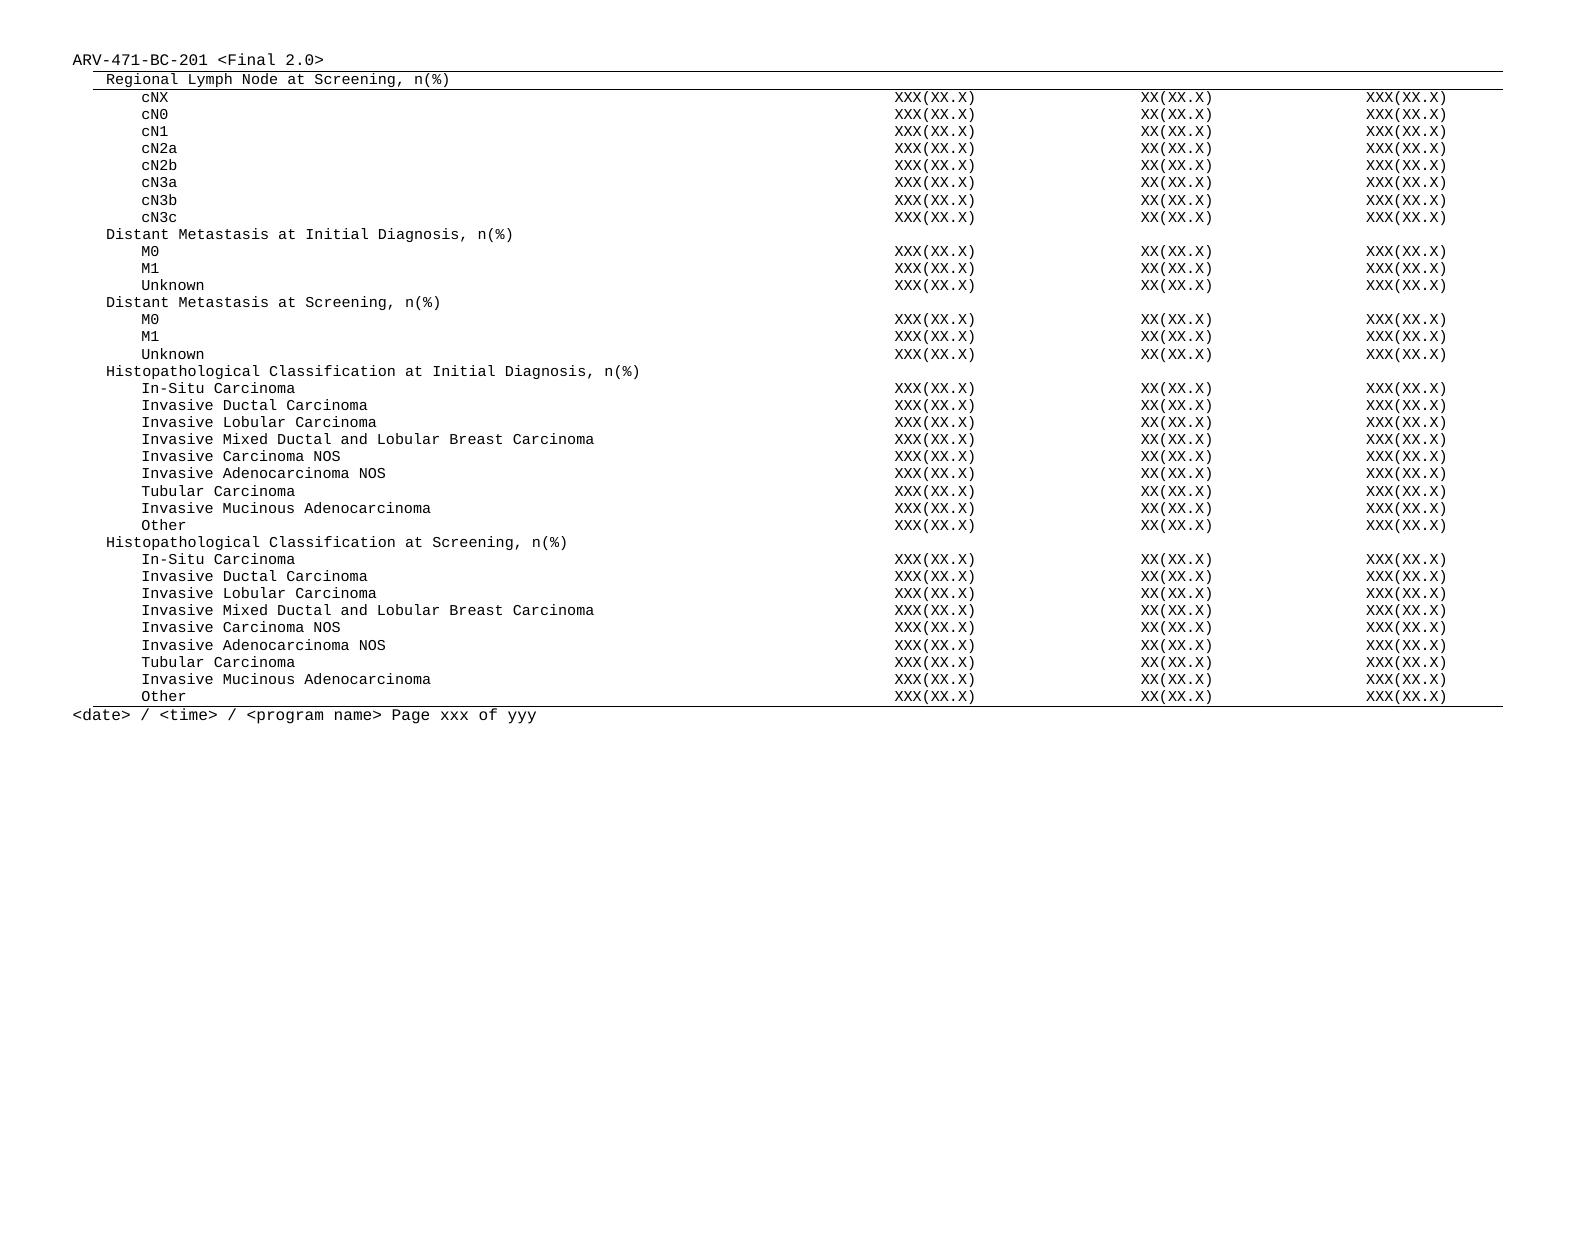 ARV-471-BC-201 <Final 2.0>
Regional Lymph Node at Screening, n(%)
cNX XXX(XX.X) XX(XX.X) XXX(XX.X)
cN0 XXX(XX.X) XX(XX.X) XXX(XX.X)
cN1 XXX(XX.X) XX(XX.X) XXX(XX.X)
cN2a XXX(XX.X) XX(XX.X) XXX(XX.X)
cN2b XXX(XX.X) XX(XX.X) XXX(XX.X)
cN3a XXX(XX.X) XX(XX.X) XXX(XX.X)
cN3b XXX(XX.X) XX(XX.X) XXX(XX.X)
cN3c XXX(XX.X) XX(XX.X) XXX(XX.X)
Distant Metastasis at Initial Diagnosis, n(%)
M0 XXX(XX.X) XX(XX.X) XXX(XX.X)
M1 XXX(XX.X) XX(XX.X) XXX(XX.X)
Unknown XXX(XX.X) XX(XX.X) XXX(XX.X)
Distant Metastasis at Screening, n(%)
M0 XXX(XX.X) XX(XX.X) XXX(XX.X)
M1 XXX(XX.X) XX(XX.X) XXX(XX.X)
Unknown XXX(XX.X) XX(XX.X) XXX(XX.X)
Histopathological Classification at Initial Diagnosis, n(%)
In-Situ Carcinoma XXX(XX.X) XX(XX.X) XXX(XX.X)
Invasive Ductal Carcinoma XXX(XX.X) XX(XX.X) XXX(XX.X)
Invasive Lobular Carcinoma XXX(XX.X) XX(XX.X) XXX(XX.X)
Invasive Mixed Ductal and Lobular Breast Carcinoma XXX(XX.X) XX(XX.X) XXX(XX.X)
Invasive Carcinoma NOS XXX(XX.X) XX(XX.X) XXX(XX.X)
Invasive Adenocarcinoma NOS XXX(XX.X) XX(XX.X) XXX(XX.X)
Tubular Carcinoma XXX(XX.X) XX(XX.X) XXX(XX.X)
Invasive Mucinous Adenocarcinoma XXX(XX.X) XX(XX.X) XXX(XX.X)
Other XXX(XX.X) XX(XX.X) XXX(XX.X)
Histopathological Classification at Screening, n(%)
In-Situ Carcinoma XXX(XX.X) XX(XX.X) XXX(XX.X)
Invasive Ductal Carcinoma XXX(XX.X) XX(XX.X) XXX(XX.X)
Invasive Lobular Carcinoma XXX(XX.X) XX(XX.X) XXX(XX.X)
Invasive Mixed Ductal and Lobular Breast Carcinoma XXX(XX.X) XX(XX.X) XXX(XX.X)
Invasive Carcinoma NOS XXX(XX.X) XX(XX.X) XXX(XX.X)
Invasive Adenocarcinoma NOS XXX(XX.X) XX(XX.X) XXX(XX.X)
Tubular Carcinoma XXX(XX.X) XX(XX.X) XXX(XX.X)
Invasive Mucinous Adenocarcinoma XXX(XX.X) XX(XX.X) XXX(XX.X)
Other XXX(XX.X) XX(XX.X) XXX(XX.X)
<date> / <time> / <program name> Page xxx of yyy